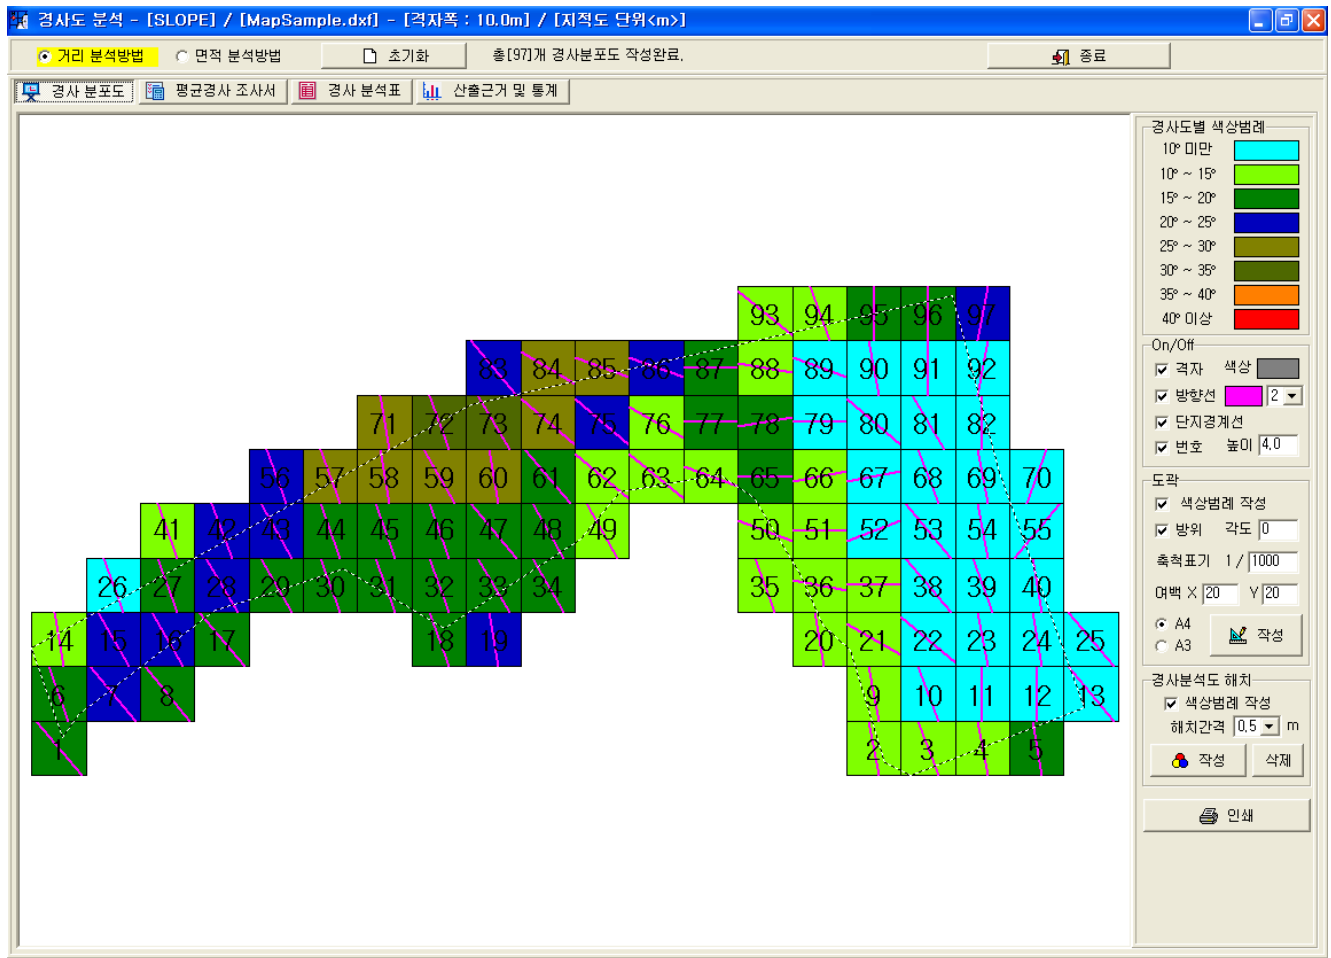 경사도 분석 - [SLOPE] / [MapSample.dxf] - [격자폭 : 10.0m] / [지적도 단위<m>]
거리 분석방법 면적 분석방법 초기화 총[97]개 경사분포도 작성완료. 종료
경사 분포도 평균경사 조사서 경사 분석표 산출근거 및 통계
93 94 95 96 97
83 84 85 86 87 88 89 90 91 92
71 72 73 74 75 76 77 78 79 80 81 82
56 57 58 59 60 61 62 63 64 65 66 67 68 69 70
41 42 43 44 45 46 47 48 49 50 51 52 53 54 55
26 27 28 29 30 31 32 33 34 35 36 37 38 39 40
14 15 16 17 18 19 20 21 22 23 24 25
6 7 8 9 10 11 12 13
1 2 3 4 5
경사도별 색상범례
10° 미만
10° ~ 15°
15° ~ 20°
20° ~ 25°
25° ~ 30°
30° ~ 35°
35° ~ 40°
40° 이상
On/Off
격자 색상
방향선 2
단지경계선
번호 높이 4.0
도곽
색상범례 작성
방위 각도 0
축척표기 1 / 1000
여백 X 20 Y 20
A4
A3
작성
경사분석도 해치
색상범례 작성
해치간격 0.5 m
작성 삭제
인쇄